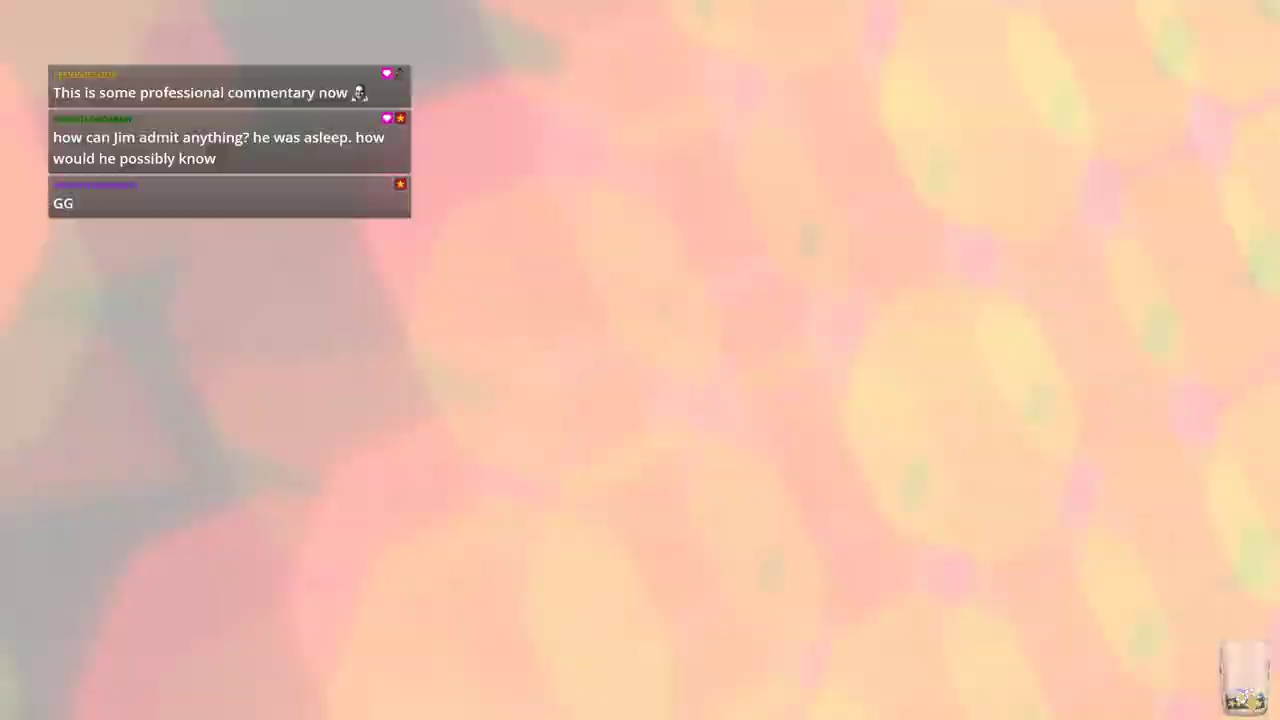 This is some professional commentary now
how can Jim admit anything? he was asleep. how
would he possibly know
GG